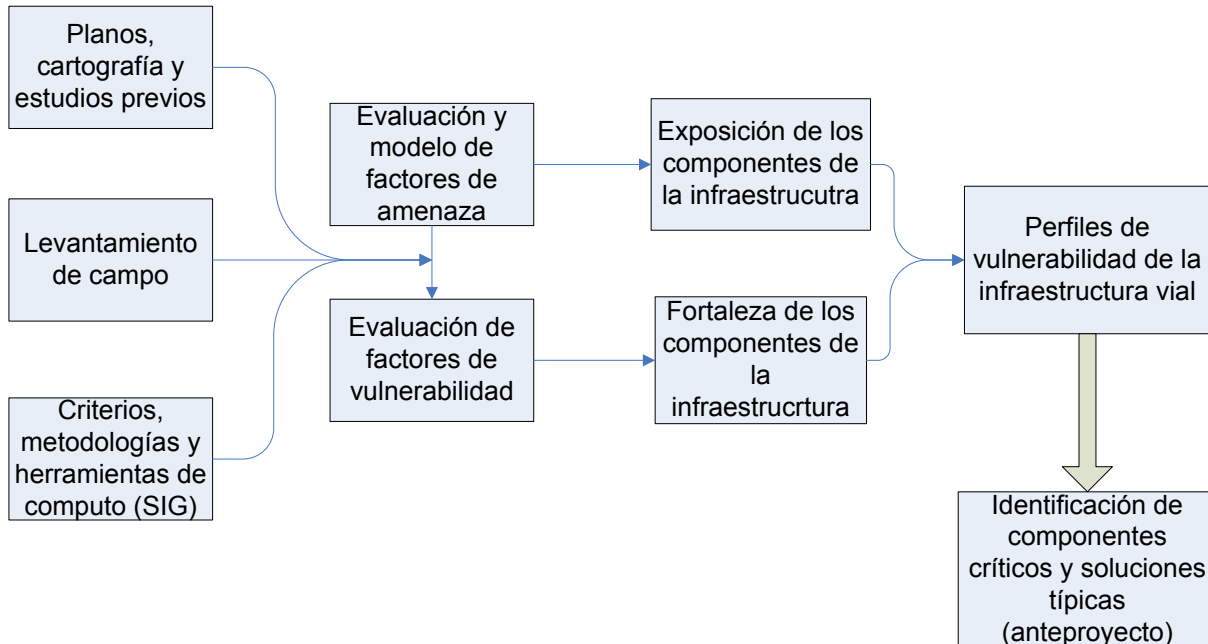 Planos,
cartografía y
estudios previos
Levantamiento
de campo
Criterios,
metodologías y
herramientas de
computo (SIG)
Evaluación y
modelo de
factores de
amenaza
Evaluación de
factores de
vulnerabilidad
Exposición de los
componentes de
la infraestrucutra
Fortaleza de los
componentes de
la
infraestrucrtura
Perfiles de
vulnerabilidad de la
infraestructura vial
Identificación de
componentes
críticos y soluciones
típicas
(anteproyecto)